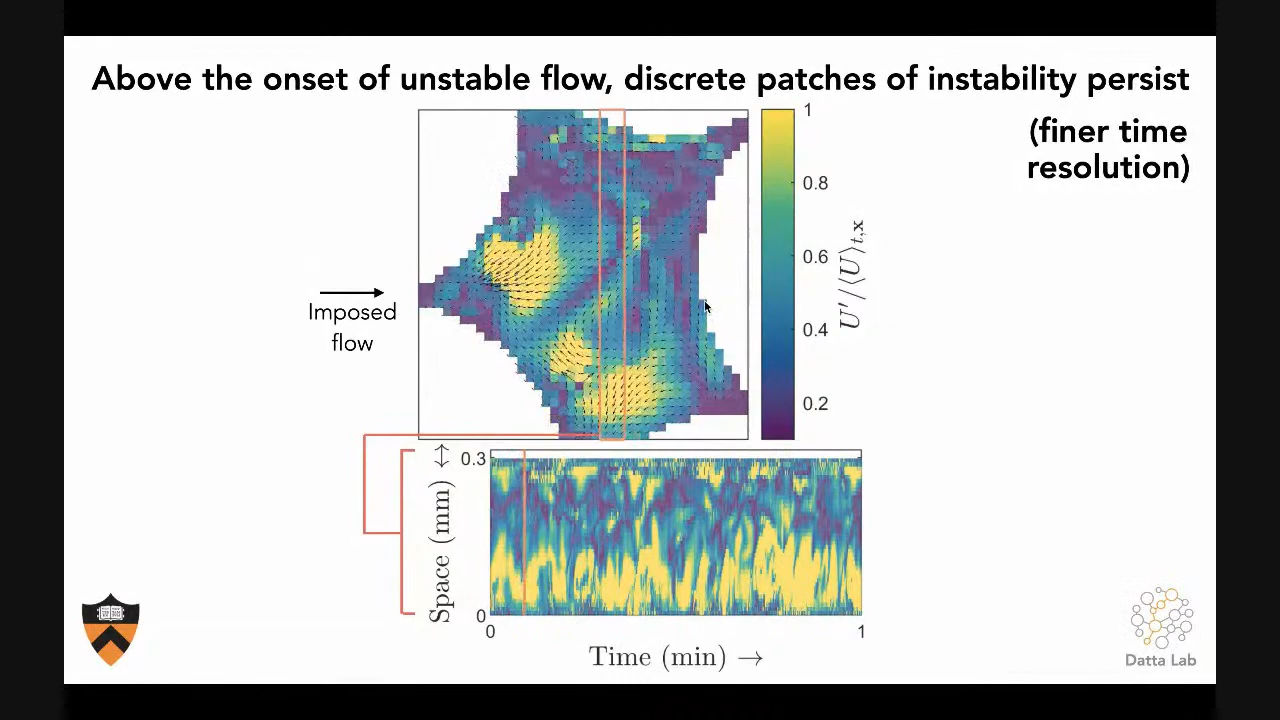 Above the onset of unstable flow, discrete patches of instability persist
(finer time
resolution)
Imposed
flow
1
0.8
0.6
0.4
0.2
U′/⟨U⟩t,x
Space (mm) ↔
0.3
0
0
1
Time (min) →
Datta Lab